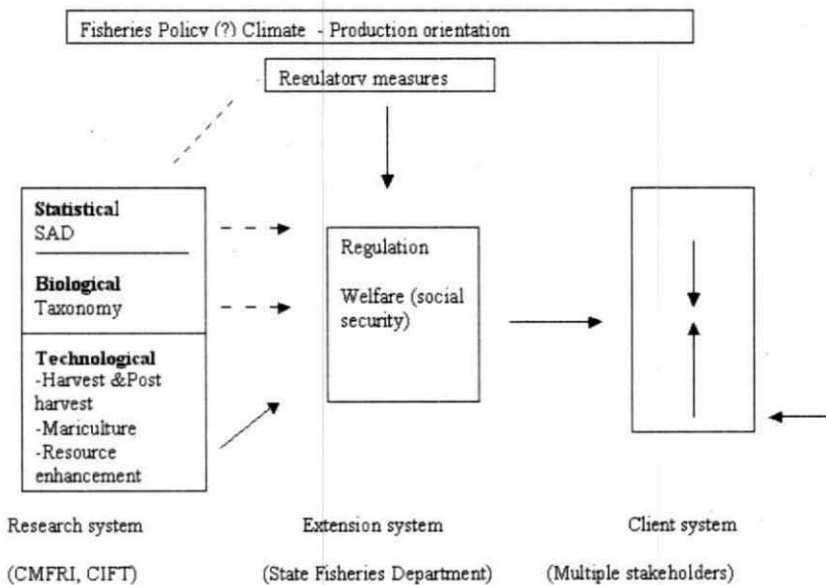 Fisheries Policy (?) Climate - Production orientation
Regulatory measures
Statistical
SAD
Biological
Taxonomy
Technological
-Harvest &Post
harvest
-Mariculture
-Resource
enhancement
Regulation
Welfare (social
security)
Research system
Extension system
Client system
(CMFRI, CIFT)
(State Fisheries Department)
(Multiple stakeholders)